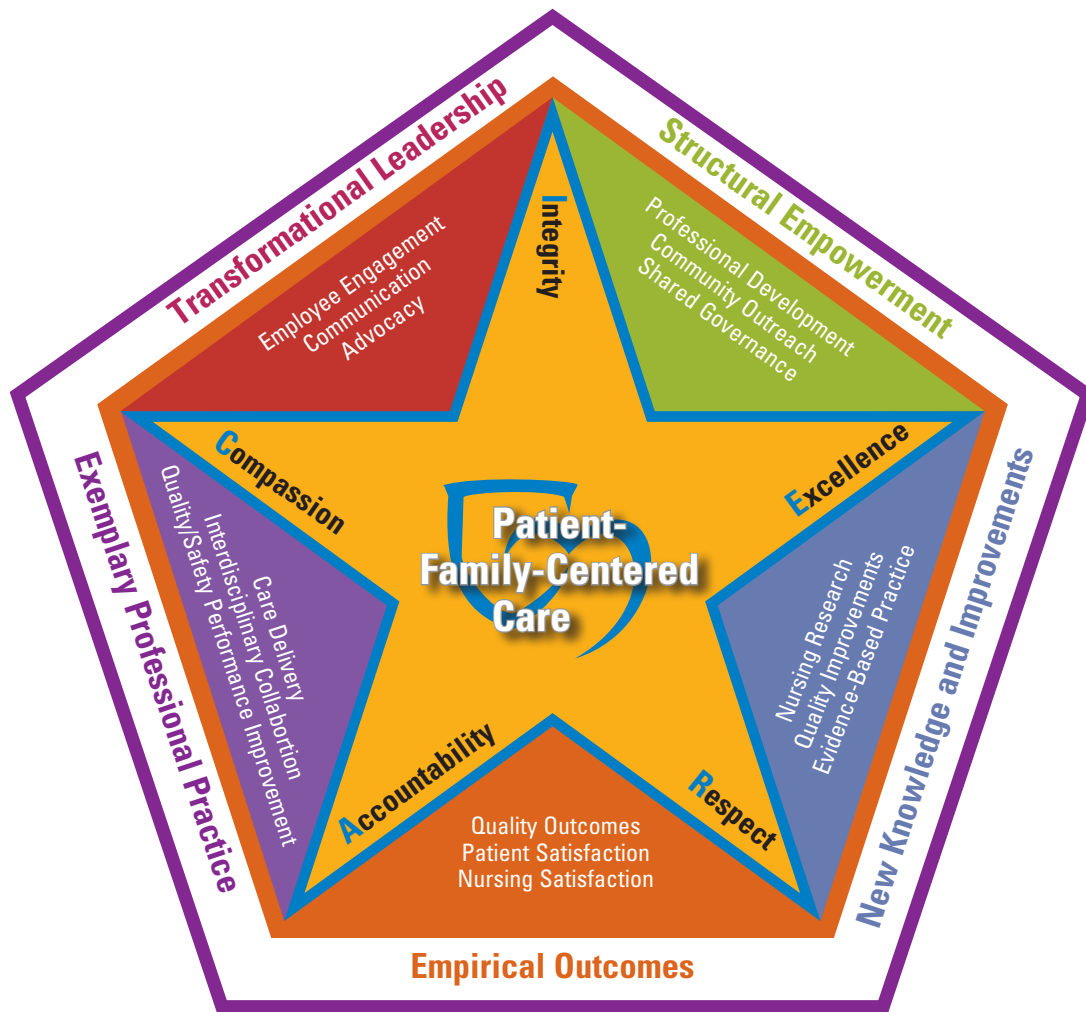 Transformational Leadership
Structural Empowerment
Employee Engagement
Communication
Advocacy
Integrity
Professional Development
Community Outreach
Shared Governance
Compassion
Excellence
Patient-
Family-Centered
Care
Exemplary Professional Practice
Care Delivery
Interdisciplinary Collabortion
Quality/Safety Performance Improvement
Nursing Research
Quality Improvements
Evidence-Based Practice
New Knowledge and Improvements
Accountability
Respect
Quality Outcomes
Patient Satisfaction
Nursing Satisfaction
Empirical Outcomes